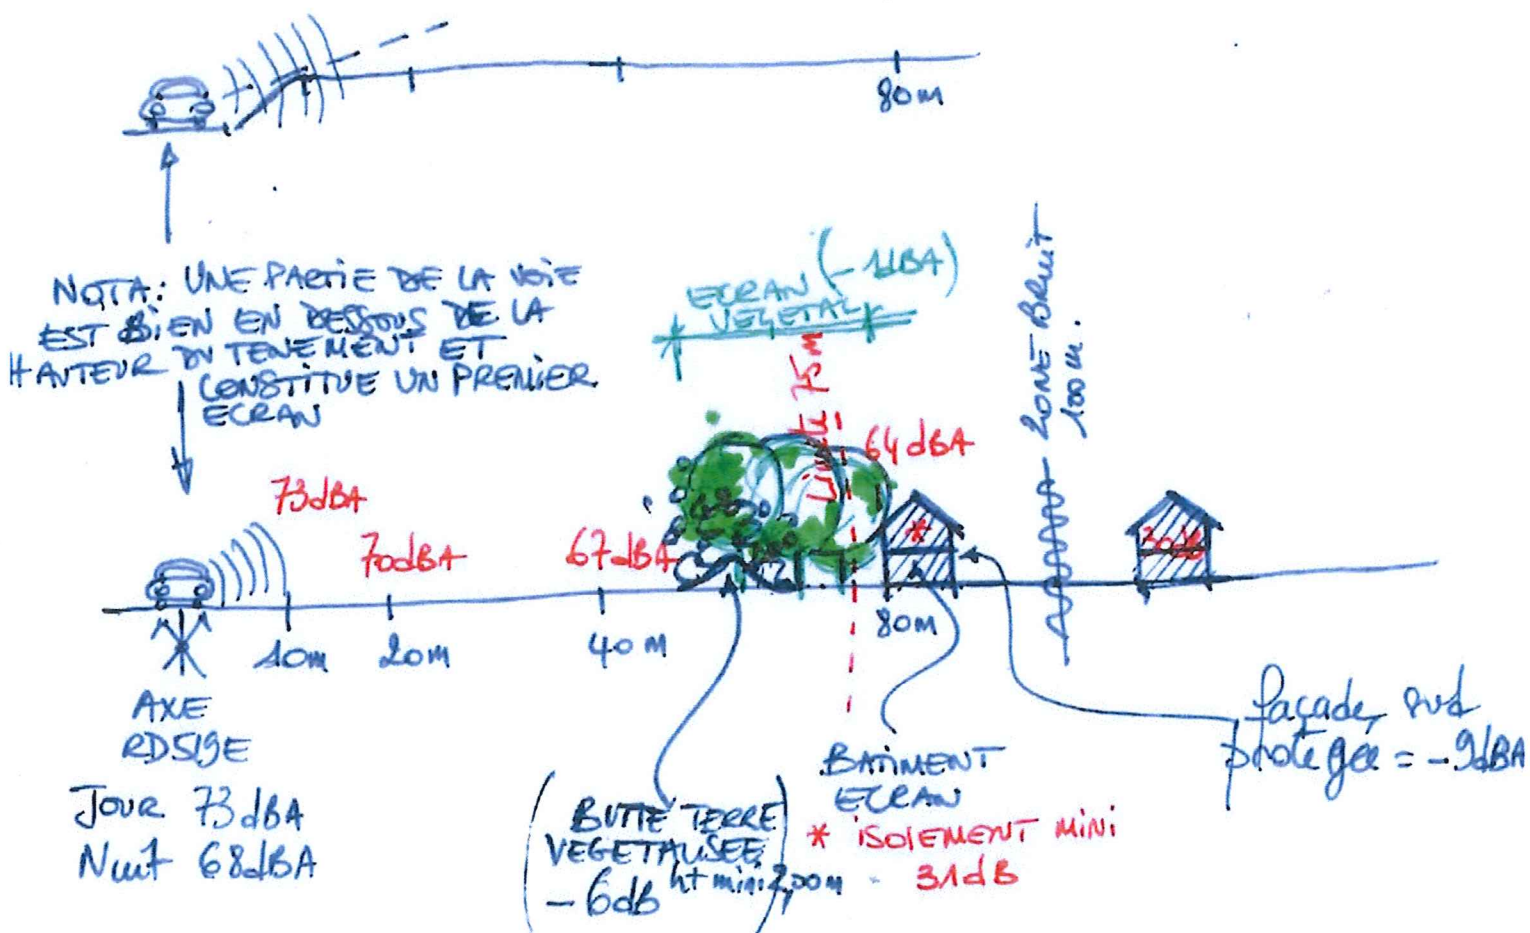 80m
NOTA: UNE PARTIE DE LA VOIE
EST BIEN EN DESSOUS DE LA
HAUTEUR DU TENEMENT ET
CONSTITUE UN PREMIER
ECRAN
ECRAN (-1dBA)
VEGETAL
Limite 75m
ZONE BRUIT
100 m.
73dBA
70dBA
67dBA
64dBA
*
30dB
10m
20m
40m
80m
AXE
RD519E
JOUR 73dBA
Nuit 68dBA
(BUTTE TERRE
VEGETALISEE
-6db ht mini 2,00m)
BATIMENT
ECRAN
* ISOLEMENT MINI
31dB
façade sud
protégée = -9dBA